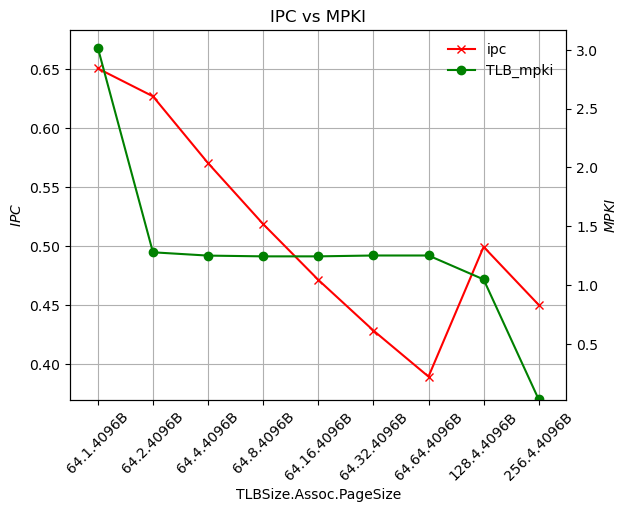 IPC vs MPKI
ipc
TLB_mpki
0.65
0.60
0.55
0.50
0.45
0.40
IPC
3.0
2.5
2.0
1.5
1.0
0.5
MPKI
64.1.4096B
64.2.4096B
64.4.4096B
64.8.4096B
64.16.4096B
64.32.4096B
64.64.4096B
128.4.4096B
256.4.4096B
TLBSize.Assoc.PageSize